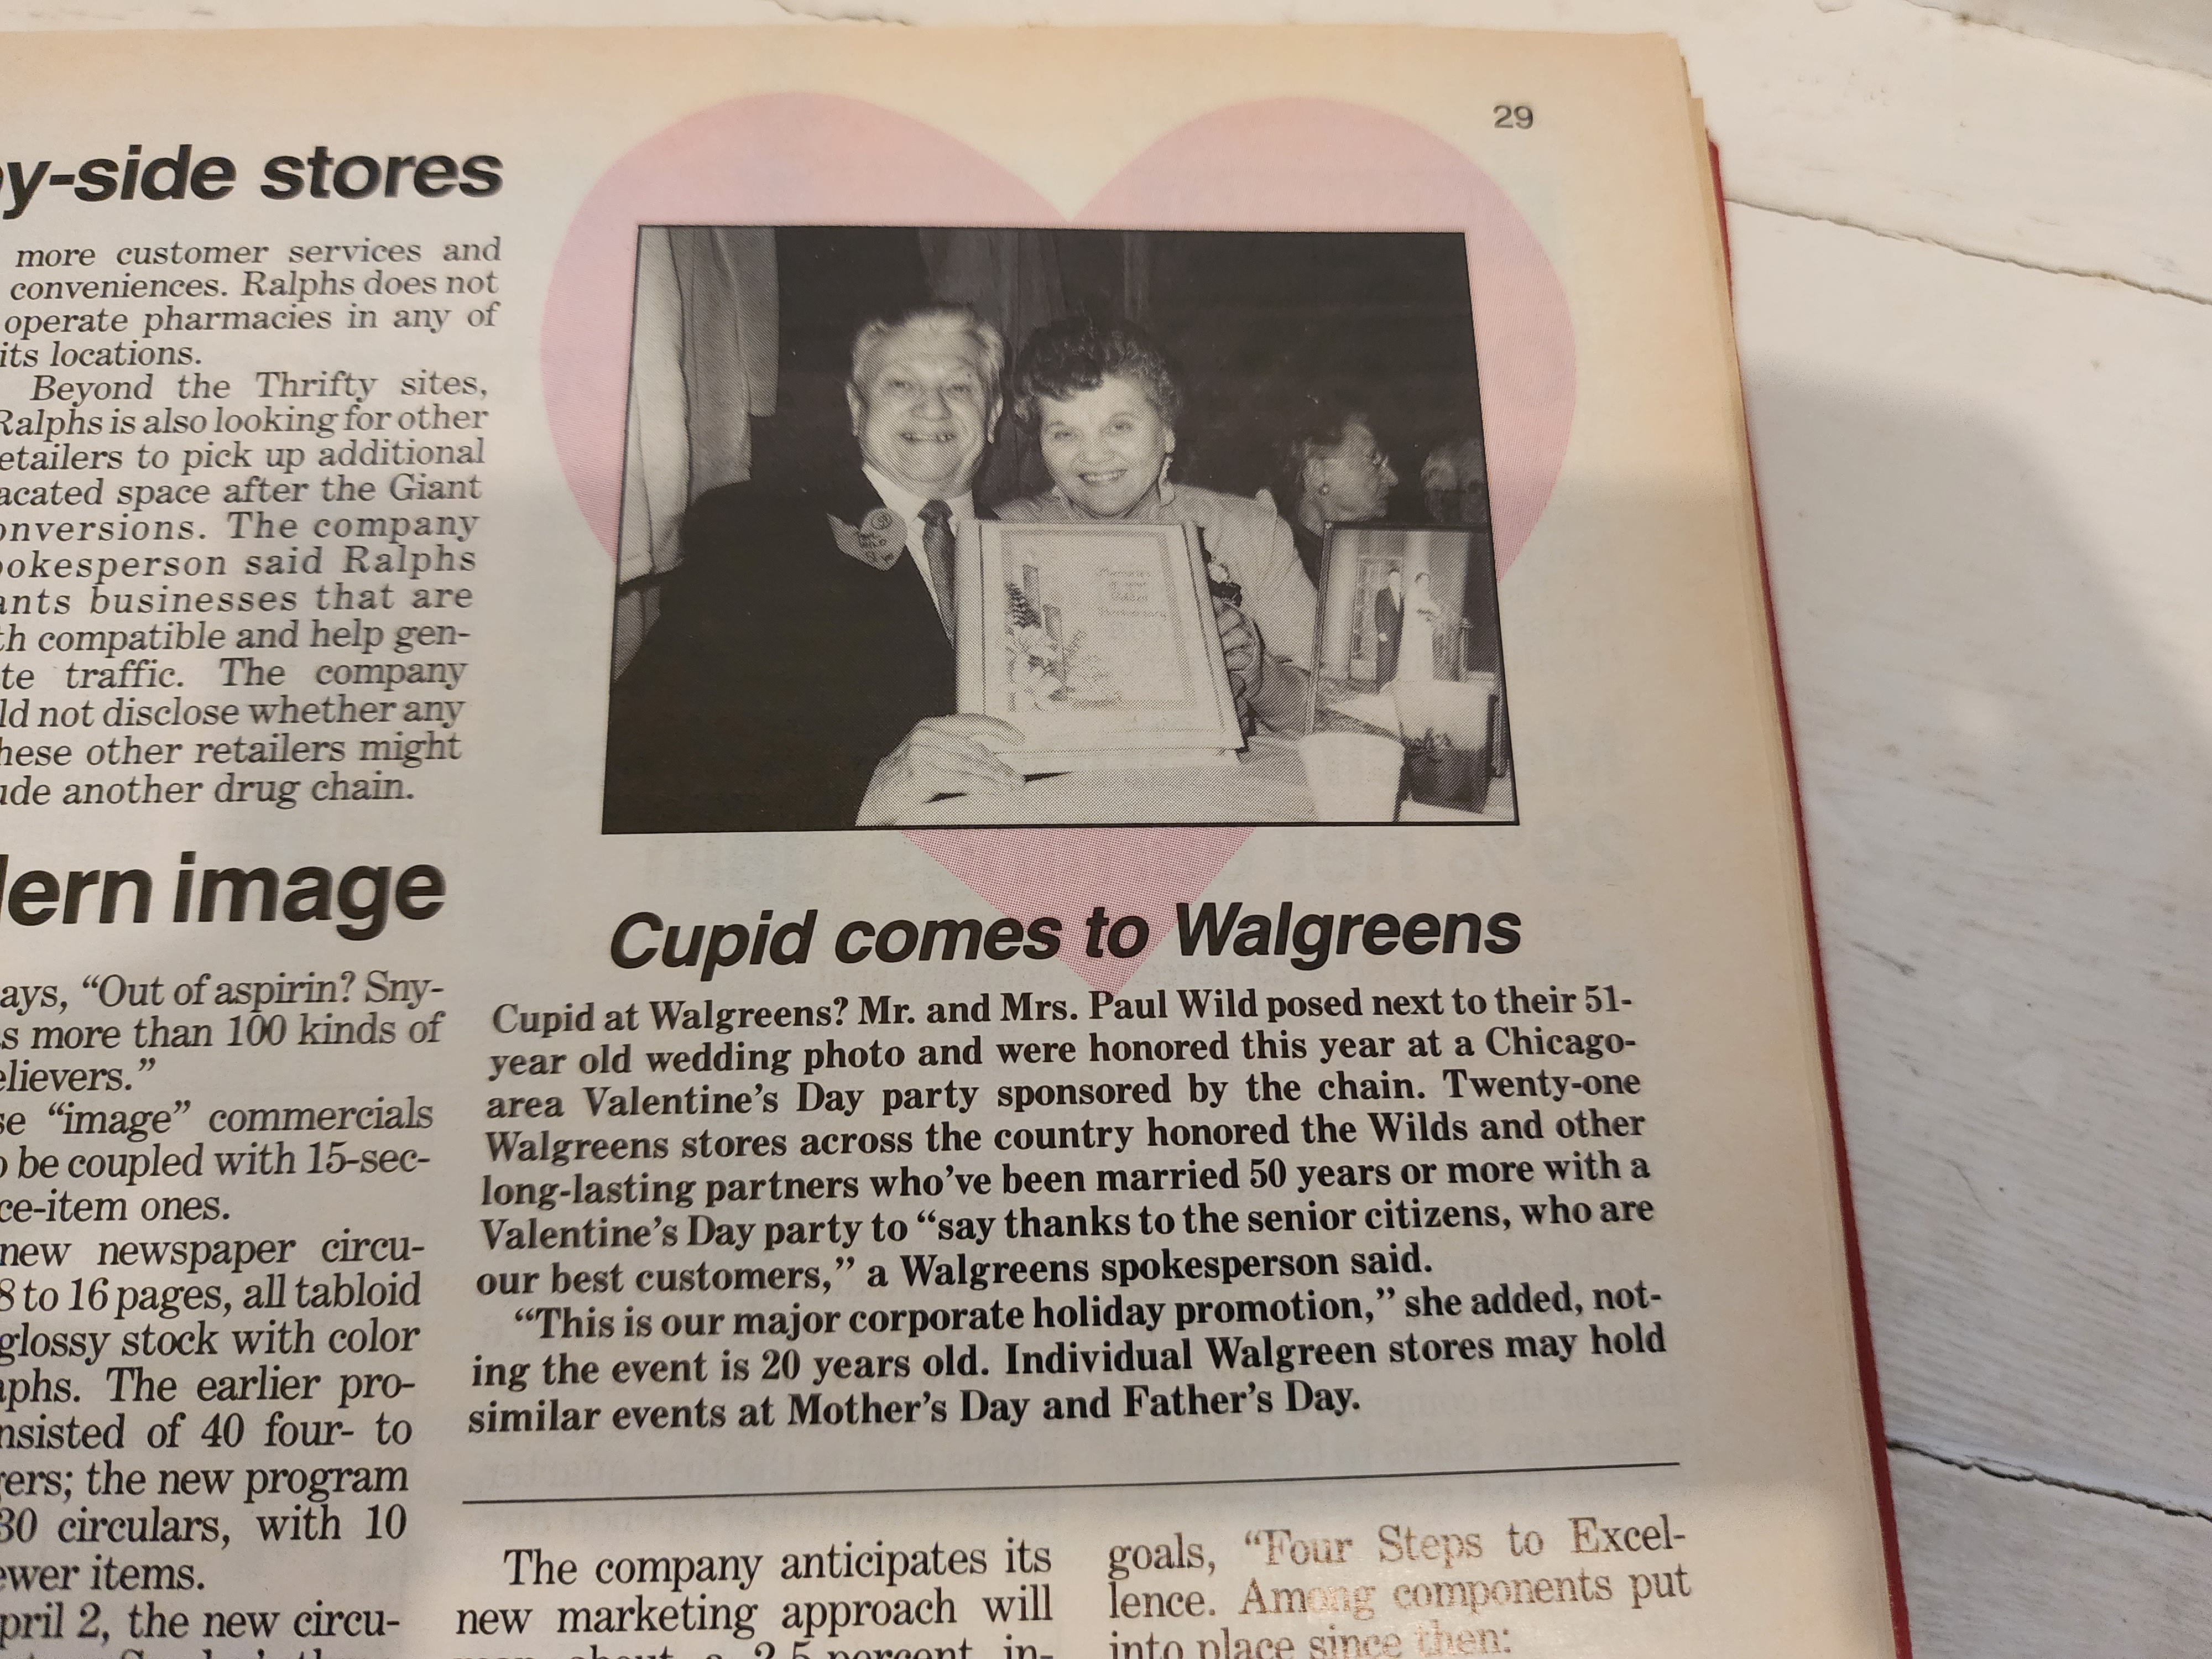 29
y-side stores
more customer services and
conveniences. Ralphs does not
operate pharmacies in any of
its locations.
Beyond the Thrifty sites,
Ralphs is also looking for other
etailers to pick up additional
acated space after the Giant
onversions. The company
pokesperson said Ralphs
ants businesses that are
th compatible and help gen-
te traffic. The company
ld not disclose whether any
hese other retailers might
ude another drug chain.
lern image
ays, “Out of aspirin? Sny-
s more than 100 kinds of
elievers.”
se “image” commercials
o be coupled with 15-sec-
ce-item ones.
new newspaper circu-
8 to 16 pages, all tabloid
glossy stock with color
aphs. The earlier pro-
nsisted of 40 four- to
gers; the new program
30 circulars, with 10
ewer items.
pril 2, the new circu-
Cupid comes to Walgreens
Cupid at Walgreens? Mr. and Mrs. Paul Wild posed next to their 51-
year old wedding photo and were honored this year at a Chicago-
area Valentine’s Day party sponsored by the chain. Twenty-one
Walgreens stores across the country honored the Wilds and other
long-lasting partners who’ve been married 50 years or more with a
Valentine’s Day party to “say thanks to the senior citizens, who are
our best customers,” a Walgreens spokesperson said.
“This is our major corporate holiday promotion,” she added, not-
ing the event is 20 years old. Individual Walgreen stores may hold
similar events at Mother’s Day and Father’s Day.
The company anticipates its
new marketing approach will
about a 2.5 percent in-
goals, “Four Steps to Excel-
lence. Among components put
into place since then: